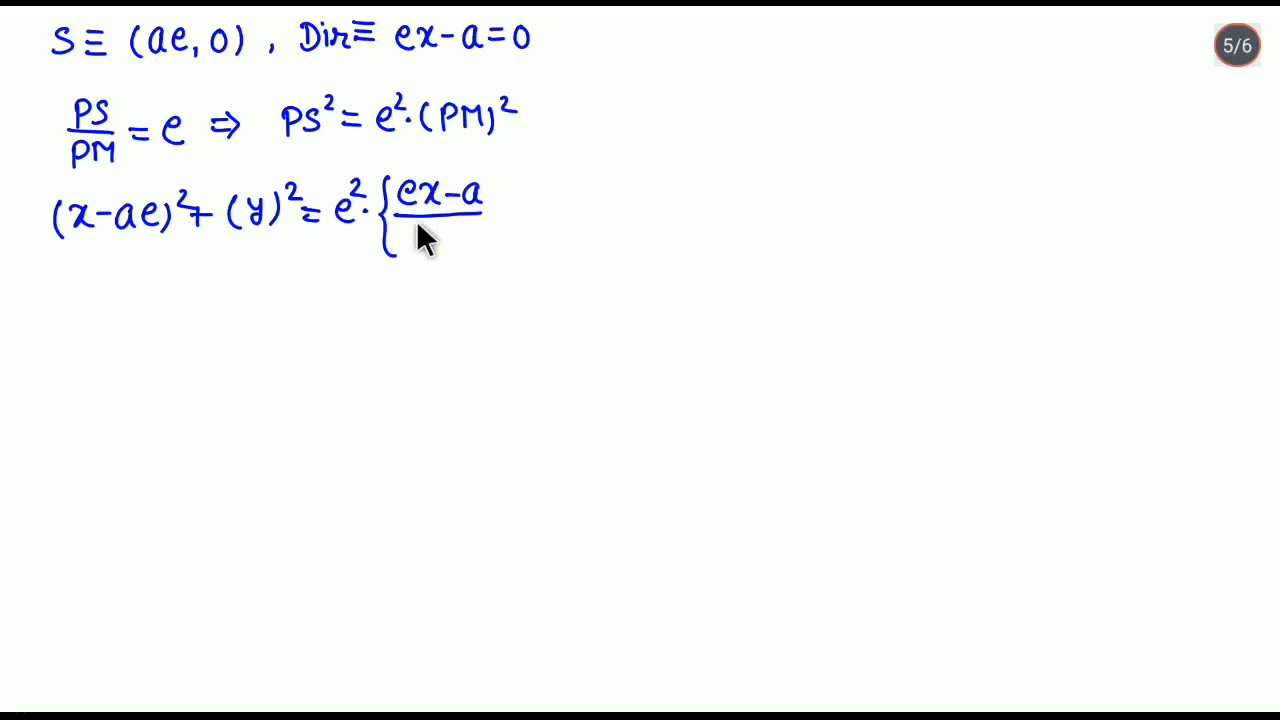 S ≡ (ae, 0) , Dir ≡ ex - a = 0
5/6
PS/PM = e ⇒ PS² = e² · (PM)²
(x - ae)² + (y)² = e² · { ex - a /